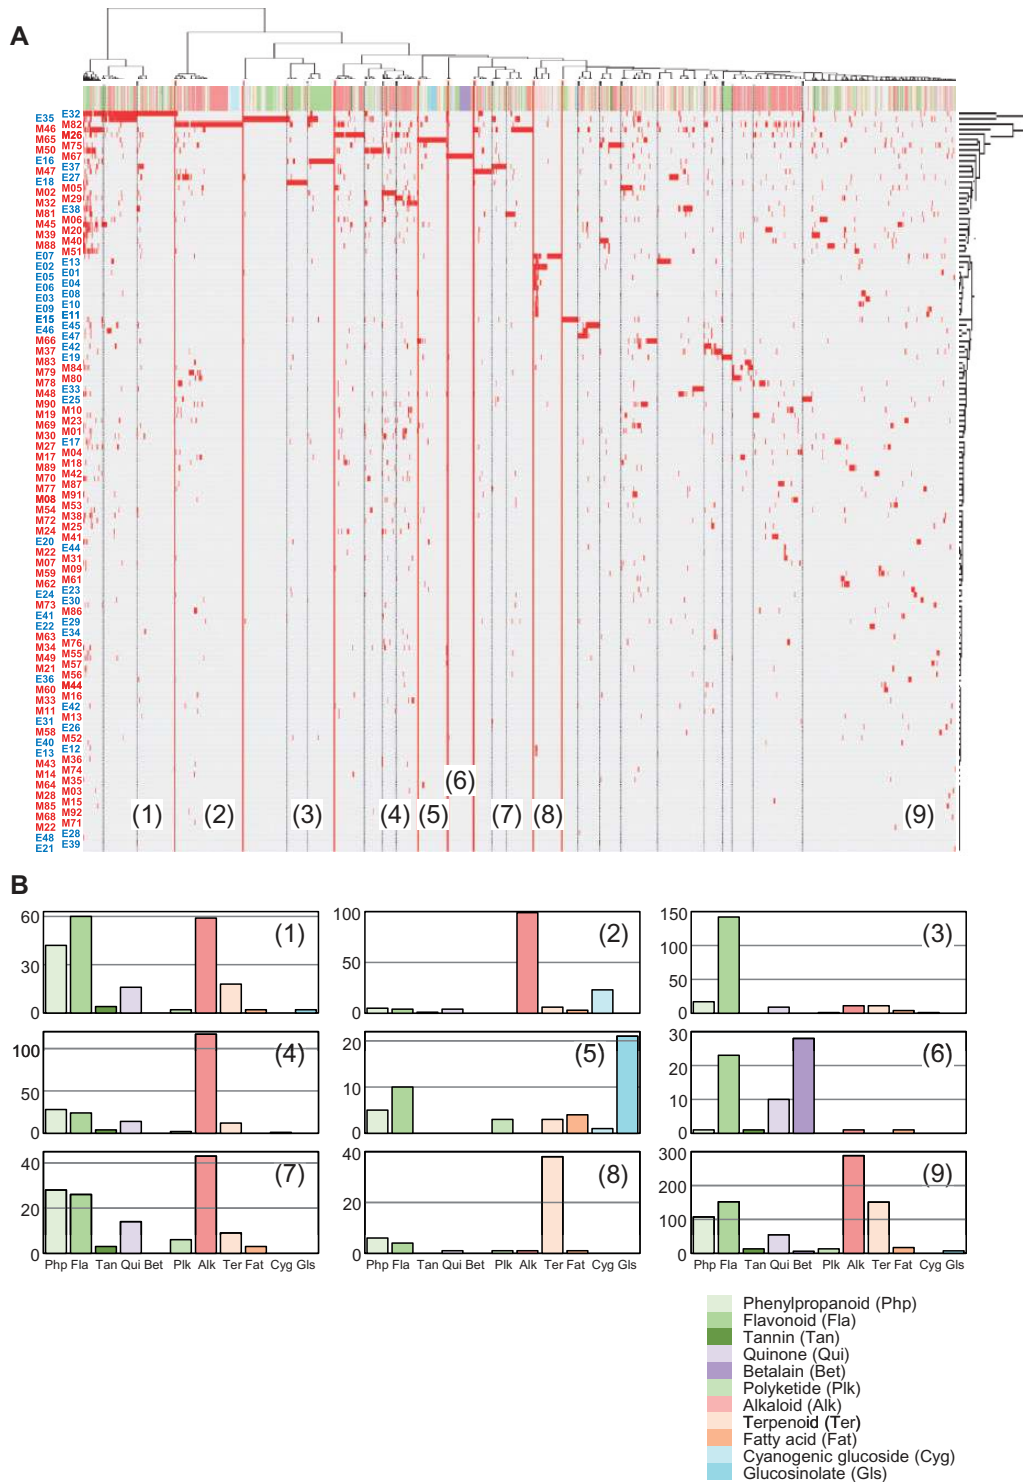 A
E35 E32
M46 M82
M65 M26
M50 M75
E16 M67
M47 E37
E18 E27
M02 M05
M32 M29
M81 E38
M45 M06
M39 M20
M88 M40
E07 M51
E02 E13
E05 E01
E06 E04
E03 E08
E09 E10
E15 E11
E46 E45
M66 E47
M37 E42
M83 E19
M79 M84
M78 M80
M48 E33
M90 E25
M19 M10
M69 M23
M30 M01
M27 E17
M17 M04
M89 M18
M70 M42
M77 M87
M08 M91
M54 M53
M72 M38
M24 M25
E20 M41
M22 E44
M07 M31
M59 M09
M62 M61
E24 E23
M73 E30
E41 M86
E22 E29
M63 E34
M34 M76
M49 M55
M21 M57
E36 M56
M60 M44
M33 M16
M11 E42
E31 M13
M58 E26
E40 M52
E13 E12
M43 M36
M14 M74
M64 M35
M28 M03
M85 M15
M68 M92
M22 M71
E48 E28
E21 E39
(1) (2) (3) (4) (5) (6) (7) (8) (9)
B
60
30
0
(1)
100
50
0
(2)
150
100
50
0
(3)
100
50
0
(4)
20
10
0
(5)
30
20
10
0
(6)
40
20
0
(7)
40
20
0
(8)
300
200
100
0
(9)
Php Fla Tan Qui Bet Plk Alk Ter Fat Cyg Gls
Php Fla Tan Qui Bet Plk Alk Ter Fat Cyg Gls
Php Fla Tan Qui Bet Plk Alk Ter Fat Cyg Gls
Phenylpropanoid (Php)
Flavonoid (Fla)
Tannin (Tan)
Quinone (Qui)
Betalain (Bet)
Polyketide (Plk)
Alkaloid (Alk)
Terpenoid (Ter)
Fatty acid (Fat)
Cyanogenic glucoside (Cyg)
Glucosinolate (Gls)